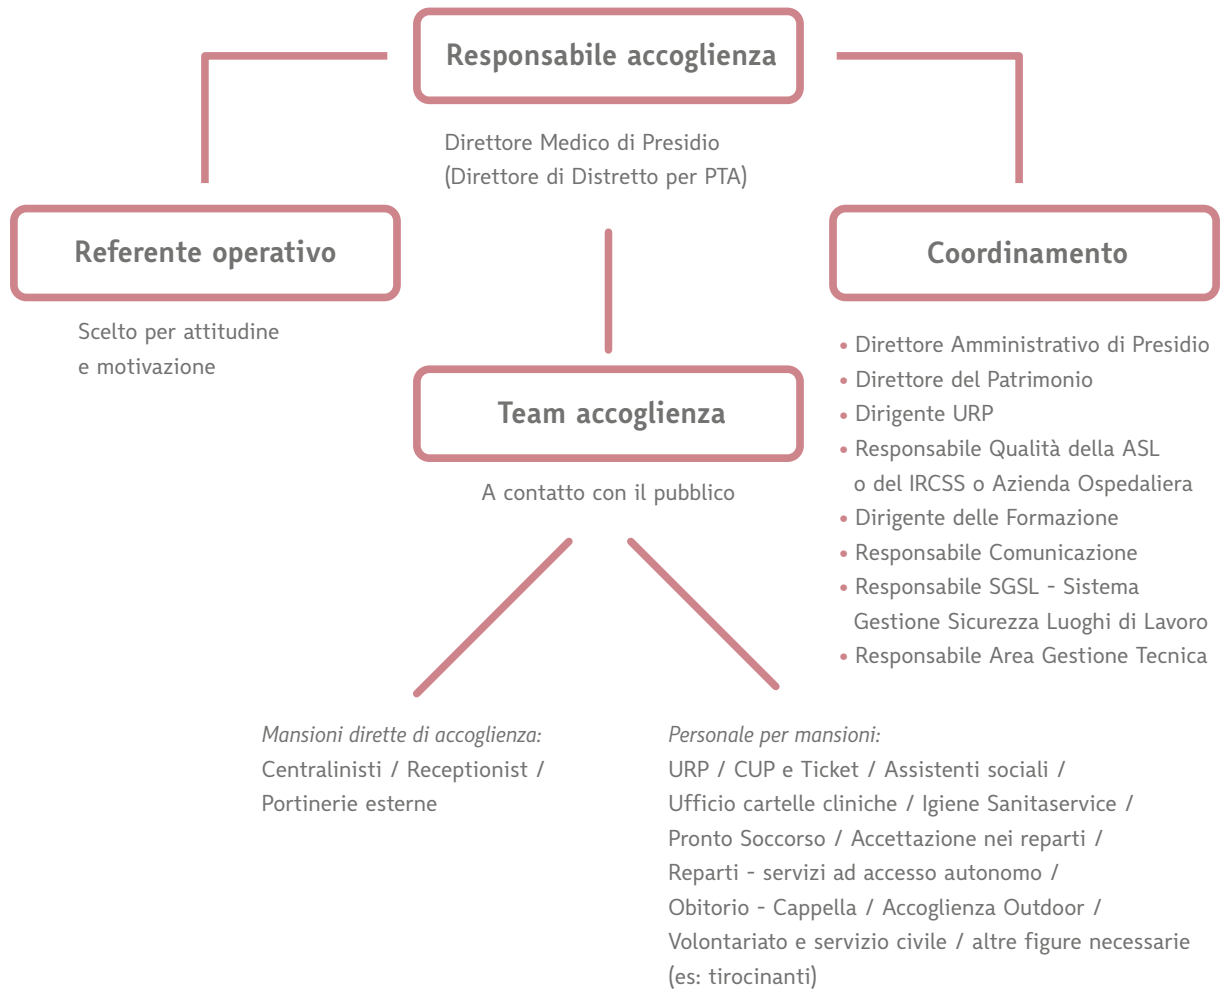 Responsabile accoglienza
Direttore Medico di Presidio
(Direttore di Distretto per PTA)
Referente operativo
Scelto per attitudine
e motivazione
Coordinamento
• Direttore Amministrativo di Presidio
• Direttore del Patrimonio
• Dirigente URP
• Responsabile Qualità della ASL
o del IRCSS o Azienda Ospedaliera
• Dirigente delle Formazione
• Responsabile Comunicazione
• Responsabile SGSL - Sistema
Gestione Sicurezza Luoghi di Lavoro
• Responsabile Area Gestione Tecnica
Team accoglienza
A contatto con il pubblico
Mansioni dirette di accoglienza:
Centralinisti / Receptionist /
Portinerie esterne
Personale per mansioni:
URP / CUP e Ticket / Assistenti sociali /
Ufficio cartelle cliniche / Igiene Sanitaservice /
Pronto Soccorso / Accettazione nei reparti /
Reparti - servizi ad accesso autonomo /
Obitorio - Cappella / Accoglienza Outdoor /
Volontariato e servizio civile / altre figure necessarie
(es: tirocinanti)